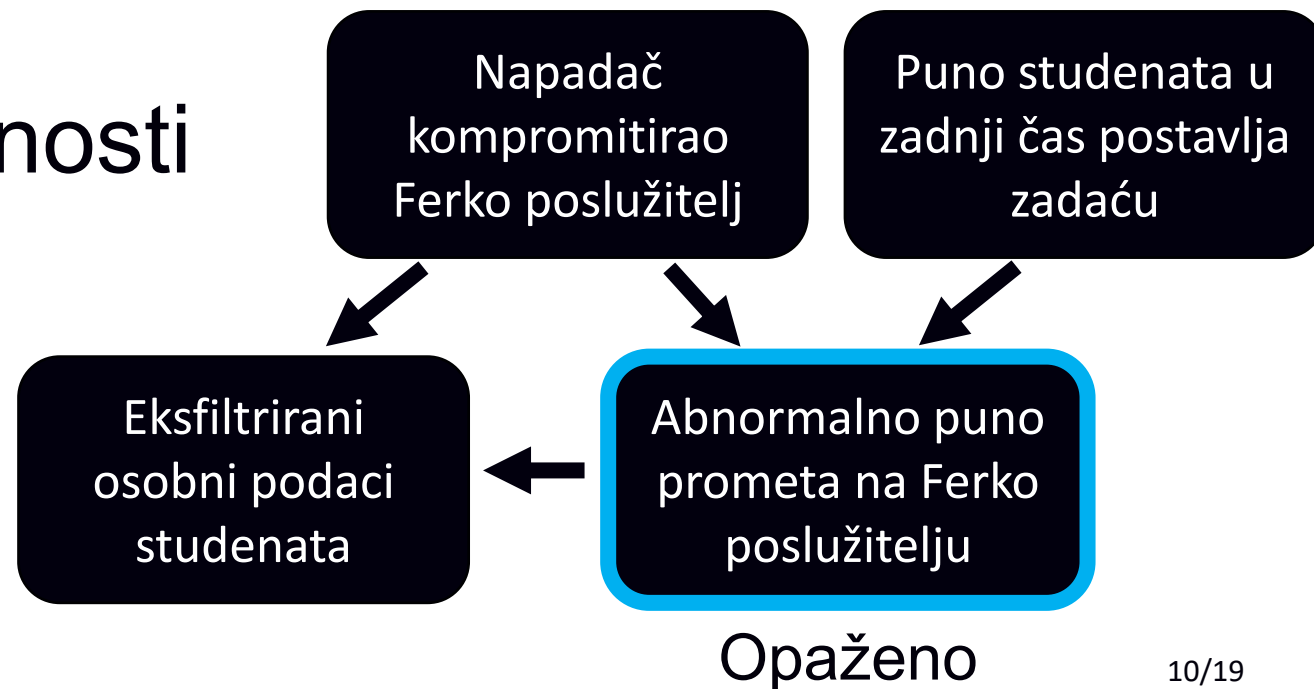 nosti
Napadač
kompromitirao
Ferko poslužitelj
Puno studenata u
zadnji čas postavlja
zadaću
Eksfiltrirani
osobni podaci
studenata
Abnormalno puno
prometa na Ferko
poslužitelju
Opaženo
10/19